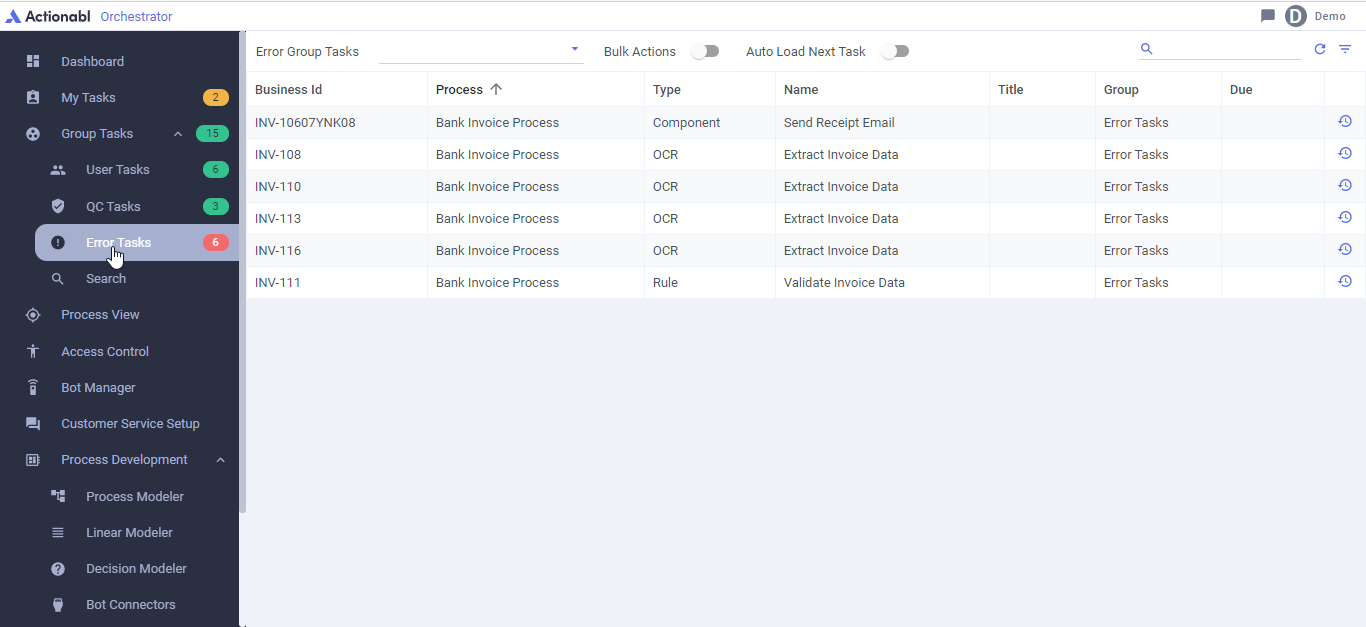 Actionabl Orchestrator
D Demo
Dashboard
My Tasks 2
Group Tasks 15
User Tasks 6
QC Tasks 3
Error Tasks 6
Search
Process View
Access Control
Bot Manager
Customer Service Setup
Process Development
Process Modeler
Linear Modeler
Decision Modeler
Bot Connectors
Error Group Tasks Bulk Actions Auto Load Next Task
Business Id Process Type Name Title Group Due
INV-10607YNK08 Bank Invoice Process Component Send Receipt Email Error Tasks
INV-108 Bank Invoice Process OCR Extract Invoice Data Error Tasks
INV-110 Bank Invoice Process OCR Extract Invoice Data Error Tasks
INV-113 Bank Invoice Process OCR Extract Invoice Data Error Tasks
INV-116 Bank Invoice Process OCR Extract Invoice Data Error Tasks
INV-111 Bank Invoice Process Rule Validate Invoice Data Error Tasks